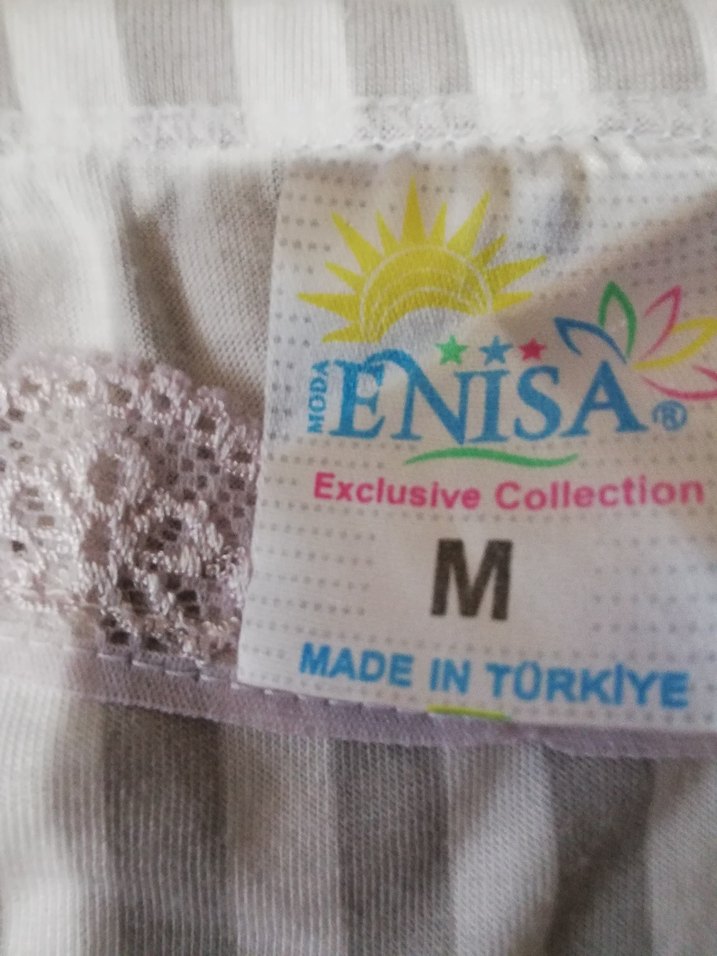 MODA
ENİSA®
Exclusive Collection
M
MADE IN TÜRKİYE